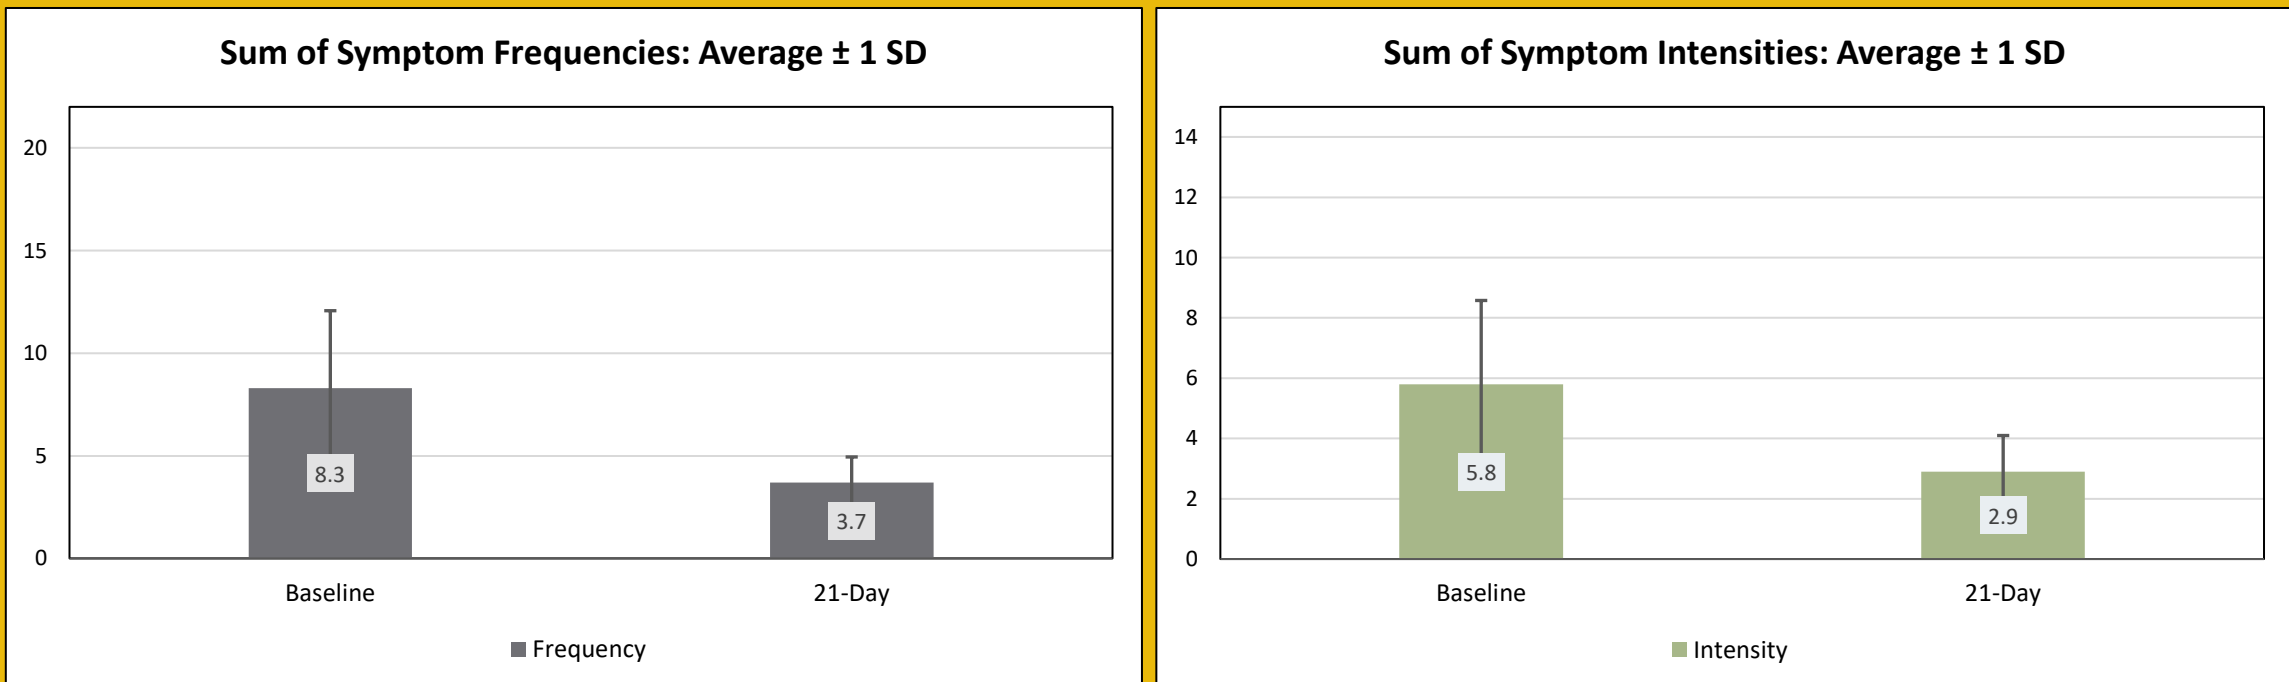 Sum of Symptom Frequencies: Average ± 1 SD
20
15
10
5
0
8.3
3.7
Baseline
21-Day
Frequency
Sum of Symptom Intensities: Average ± 1 SD
14
12
10
8
6
4
2
0
5.8
2.9
Baseline
21-Day
Intensity